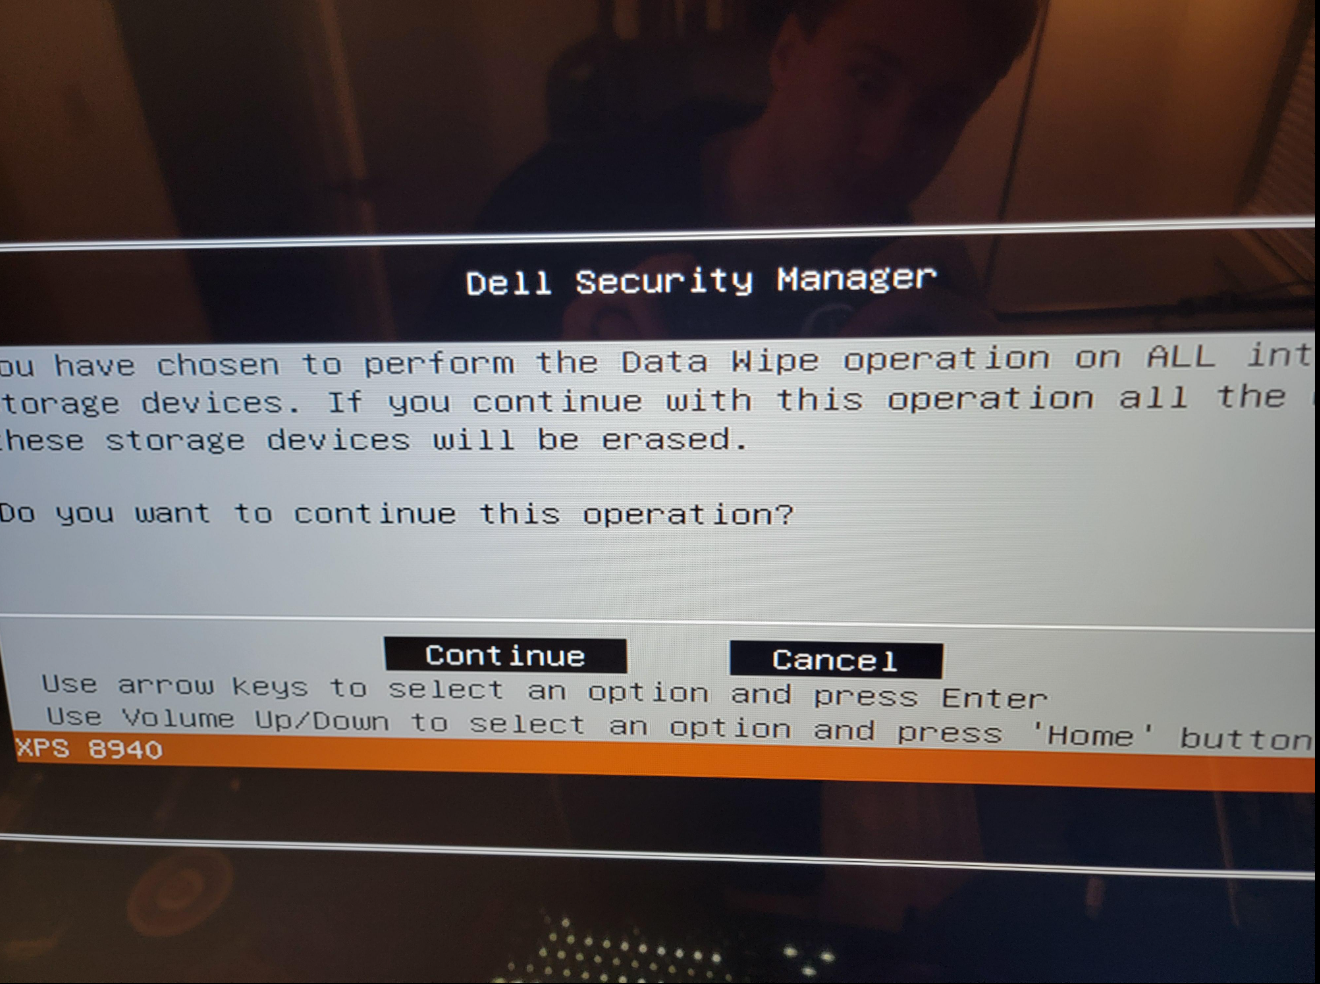 Dell Security Manager
ou have chosen to perform the Data Wipe operation on ALL int
torage devices. If you continue with this operation all the
hese storage devices will be erased.
Do you want to continue this operation?
Continue Cancel
Use arrow keys to select an option and press Enter
Use Volume Up/Down to select an option and press 'Home' button
XPS 8940